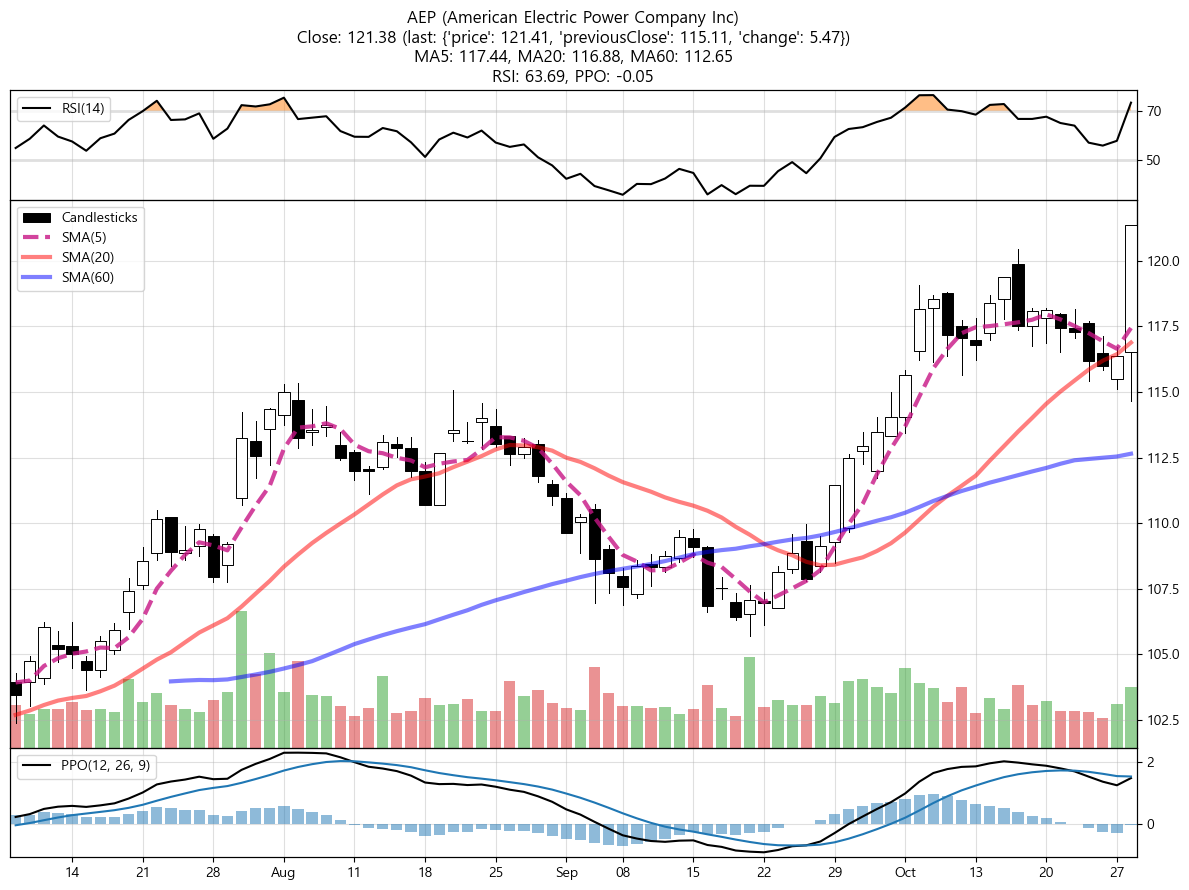 AEP (American Electric Power Company Inc)
Close: 121.38 (last: {'price': 121.41, 'previousClose': 115.11, 'change': 5.47})
MA5: 117.44, MA20: 116.88, MA60: 112.65
RSI: 63.69, PPO: -0.05
RSI(14)
70
50
Candlesticks
SMA(5)
SMA(20)
SMA(60)
120.0
117.5
115.0
112.5
110.0
107.5
105.0
102.5
PPO(12, 26, 9)
2
0
14 21 28 Aug 11 18 25 Sep 08 15 22 29 Oct 13 20 27